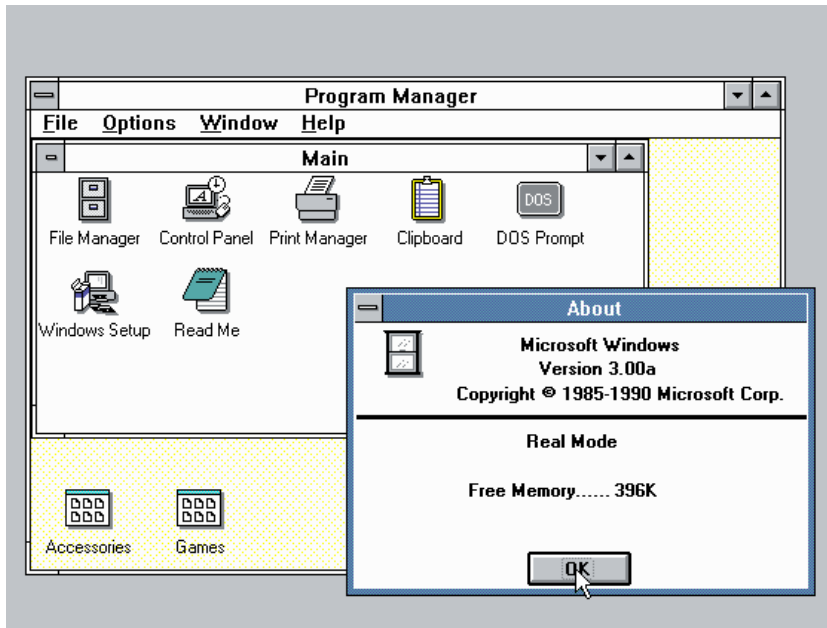 Program Manager
File Options Window Help
Main
DOS
File Manager Control Panel Print Manager Clipboard DOS Prompt
Windows Setup Read Me
About
Microsoft Windows
Version 3.00a
Copyright © 1985-1990 Microsoft Corp.
Real Mode
Free Memory...... 396K
Accessories Games
OK